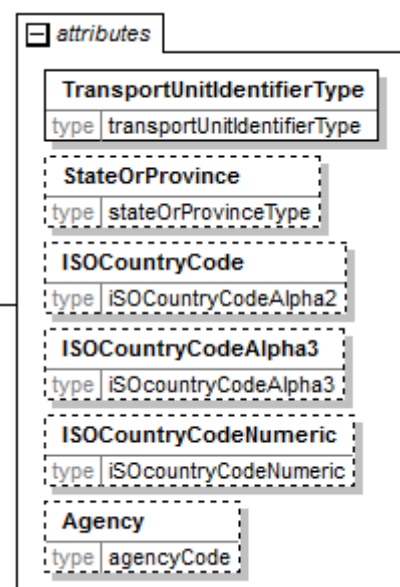 attributes
TransportUnitIdentifierType
type transportUnitIdentifierType
StateOrProvince
type stateOrProvinceType
ISOCountryCode
type iSOCountryCodeAlpha2
ISOCountryCodeAlpha3
type iSOcountryCodeAlpha3
ISOCountryCodeNumeric
type iSOcountryCodeNumeric
Agency
type agencyCode